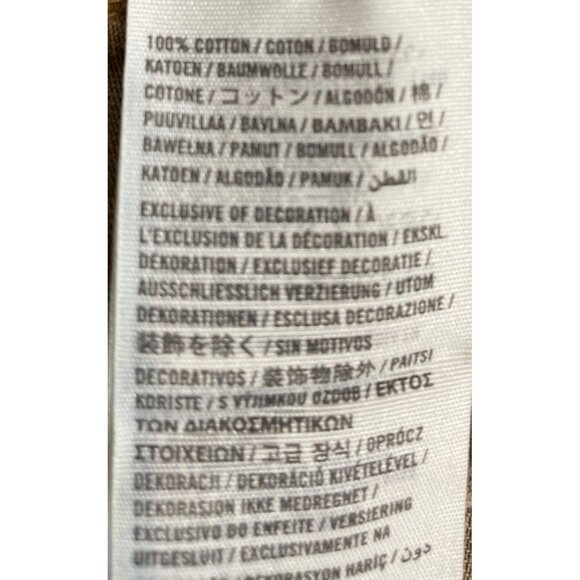 100% COTTON / COTON / BOMULD /
KATOEN / BAUMWOLLE / BOMULL /
COTONE / コットン / ALGODÓN / 棉 /
PUUVILLAA / BAVLNA / BAMBAKI / 면 /
BAWEŁNA / PAMUT / BOMULL / ALGODÃO /
KATOEN / ALGODÃO / PAMUK / القطن
EXCLUSIVE OF DECORATION / À
L'EXCLUSION DE LA DÉCORATION / EKSKL
DEKORATION / EXCLUSIEF DECORATIE /
AUSSCHLIESSLICH VERZIERUNG / UTOM
DEKORATIONEN / ESCLUSA DECORAZIONE /
装飾を除く / SIN MOTIVOS
DECORATIVOS / 装饰物除外 / PAITSI
KORISTE / S VÝJIMKOU OZDOB / ΕΚΤΟΣ
ΤΩΝ ΔΙΑΚΟΣΜΗΤΙΚΩΝ
ΣΤΟΙΧΕΙΩΝ / 고급 장식 / OPRÓCZ
DEKORACJI / DEKORÁCIÓ KIVÉTELÉVEL /
DEKORASJON IKKE MEDREGNET /
EXCLUSIVO DO ENFEITE / VERSIERING
UITGESLUIT / EXCLUSIVAMENTE NA
DEKORASYON HARİÇ / دون